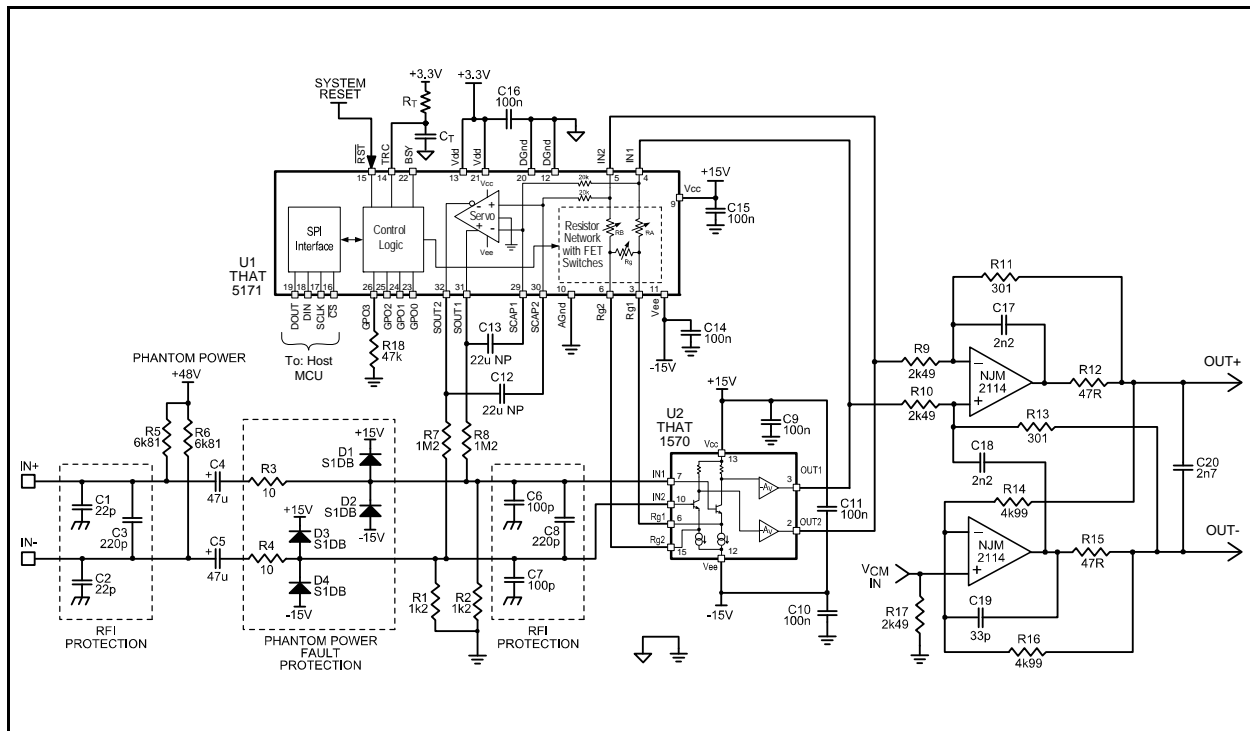 SYSTEM
RESET
+3.3V
R_T
C_T
+3.3V
C16
100n
RST
TRC
BSY
Vdd
Vdd
DGnd
DGnd
IN2
IN1
15
14
22
13
21
20
12
5
4
Vcc
9
+15V
C15
100n
20k
20k
Vcc
Servo
Vee
SPI
Interface
Control
Logic
Resistor
Network
with FET
Switches
RB
RA
Rg
U1
THAT
5171
19
18
17
16
26
25
24
23
32
31
29
30
10
6
3
11
DOUT
DIN
SCLK
CS
GPO3
GPO2
GPO1
GPO0
SOUT2
SOUT1
SCAP1
SCAP2
AGnd
Rg2
Rg1
Vee
To: Host
MCU
R18
47k
C13
22u NP
C12
22u NP
C14
100n
-15V
PHANTOM POWER
+48V
R5
6k81
R6
6k81
R7
1M2
R8
1M2
IN+
IN-
C1
22p
C2
22p
C3
220p
RFI
PROTECTION
C4
+
47u
C5
+
47u
R3
10
R4
10
+15V
D1
S1DB
D2
S1DB
-15V
+15V
D3
S1DB
D4
S1DB
-15V
PHANTOM POWER
FAULT
PROTECTION
R1
1k2
R2
1k2
C6
100p
C7
100p
C8
220p
RFI
PROTECTION
U2
THAT
1570
+15V
C9
100n
Vcc
13
IN1
7
IN2
10
Rg1
6
Rg2
15
-Av
-Av
OUT1
3
OUT2
2
12
Vee
-15V
C11
100n
C10
100n
R9
2k49
R10
2k49
R11
301
C17
2n2
NJM
2114
R12
47R
R13
301
C18
2n2
R14
4k99
NJM
2114
R15
47R
V_CM
IN
R17
2k49
C19
33p
R16
4k99
C20
2n7
OUT+
OUT-